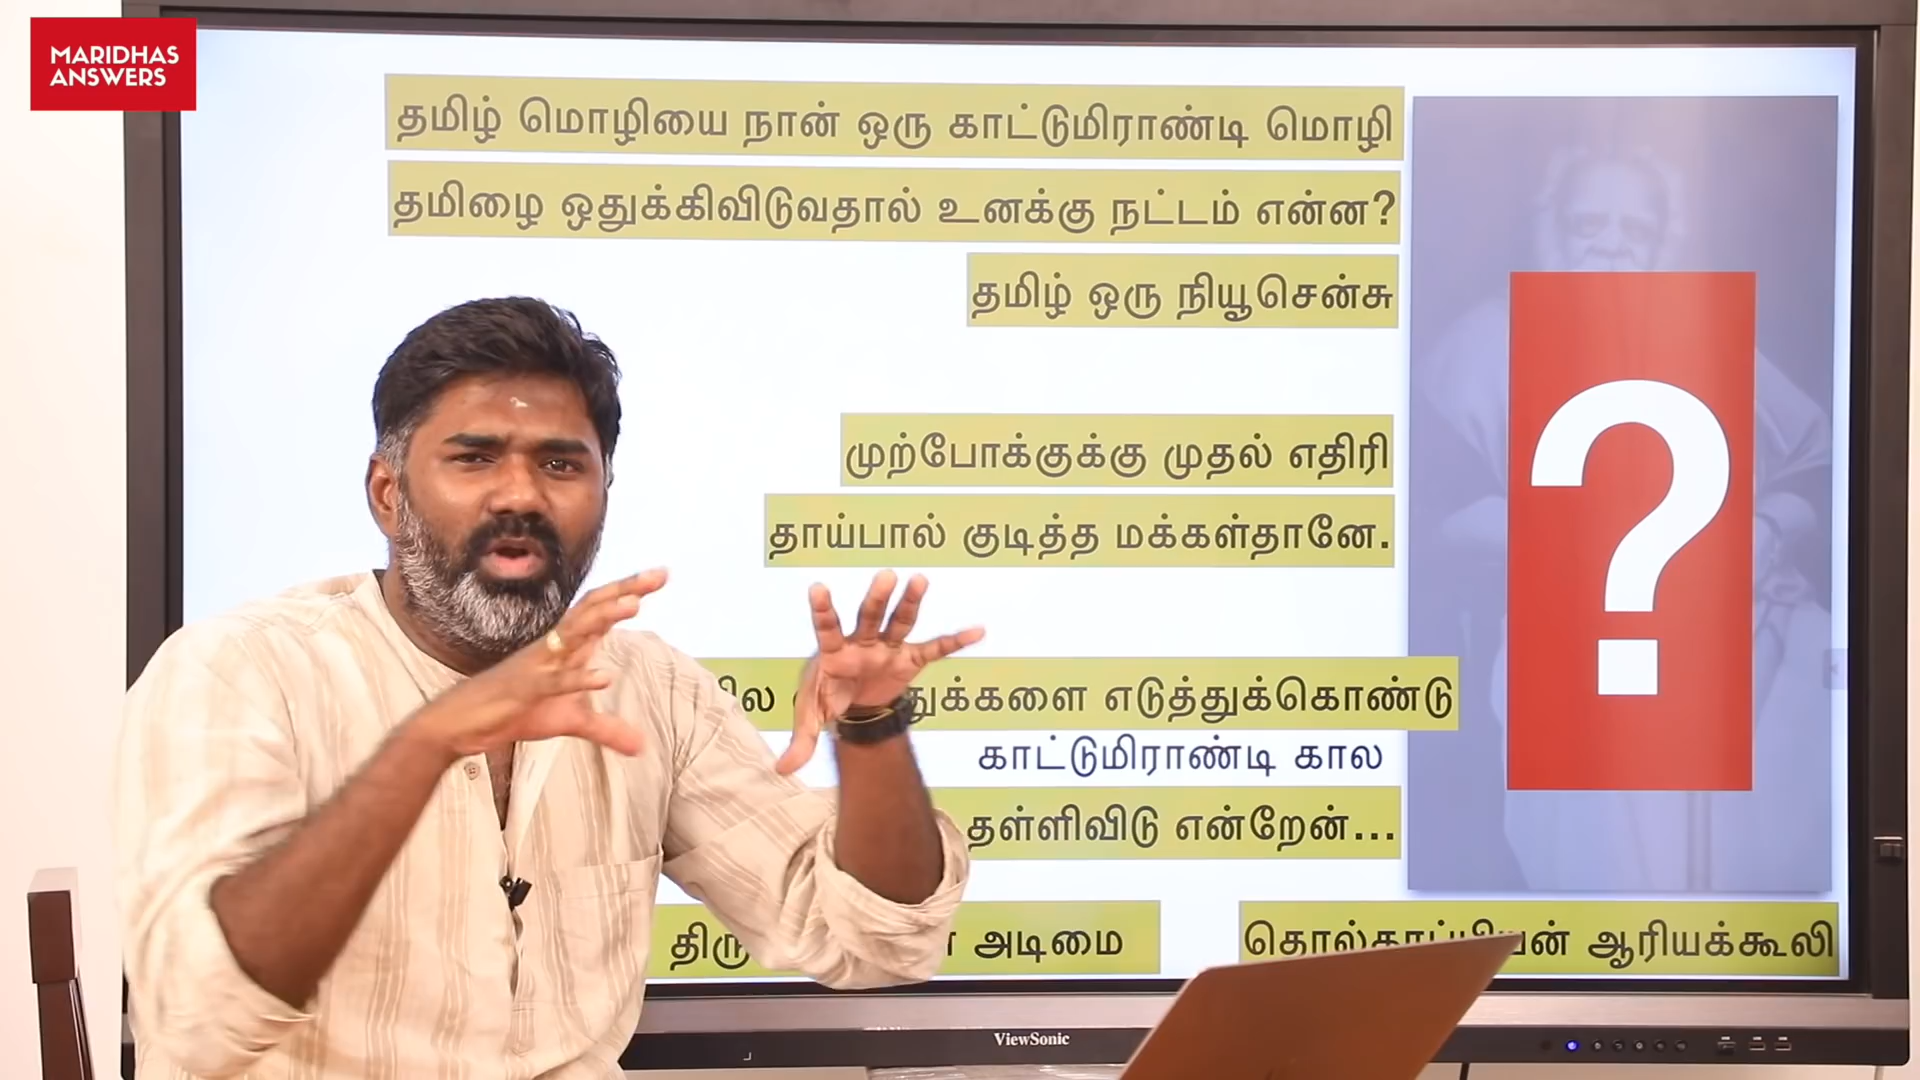 MARIDHAS
ANSWERS
தமிழ் மொழியை நான் ஒரு காட்டுமிராண்டி மொழி
தமிழை ஒதுக்கிவிடுவதால் உனக்கு நட்டம் என்ன?
தமிழ் ஒரு நியூசென்சு
முற்போக்குக்கு முதல் எதிரி
தாய்பால் குடித்த மக்கள்தானே.
எடுத்துக்கொண்டு
காட்டுமிராண்டி கால
தள்ளிவிடு என்றேன்...
அடிமை
தொல்காப்பியன் ஆரியக்கூலி
ViewSonic
?